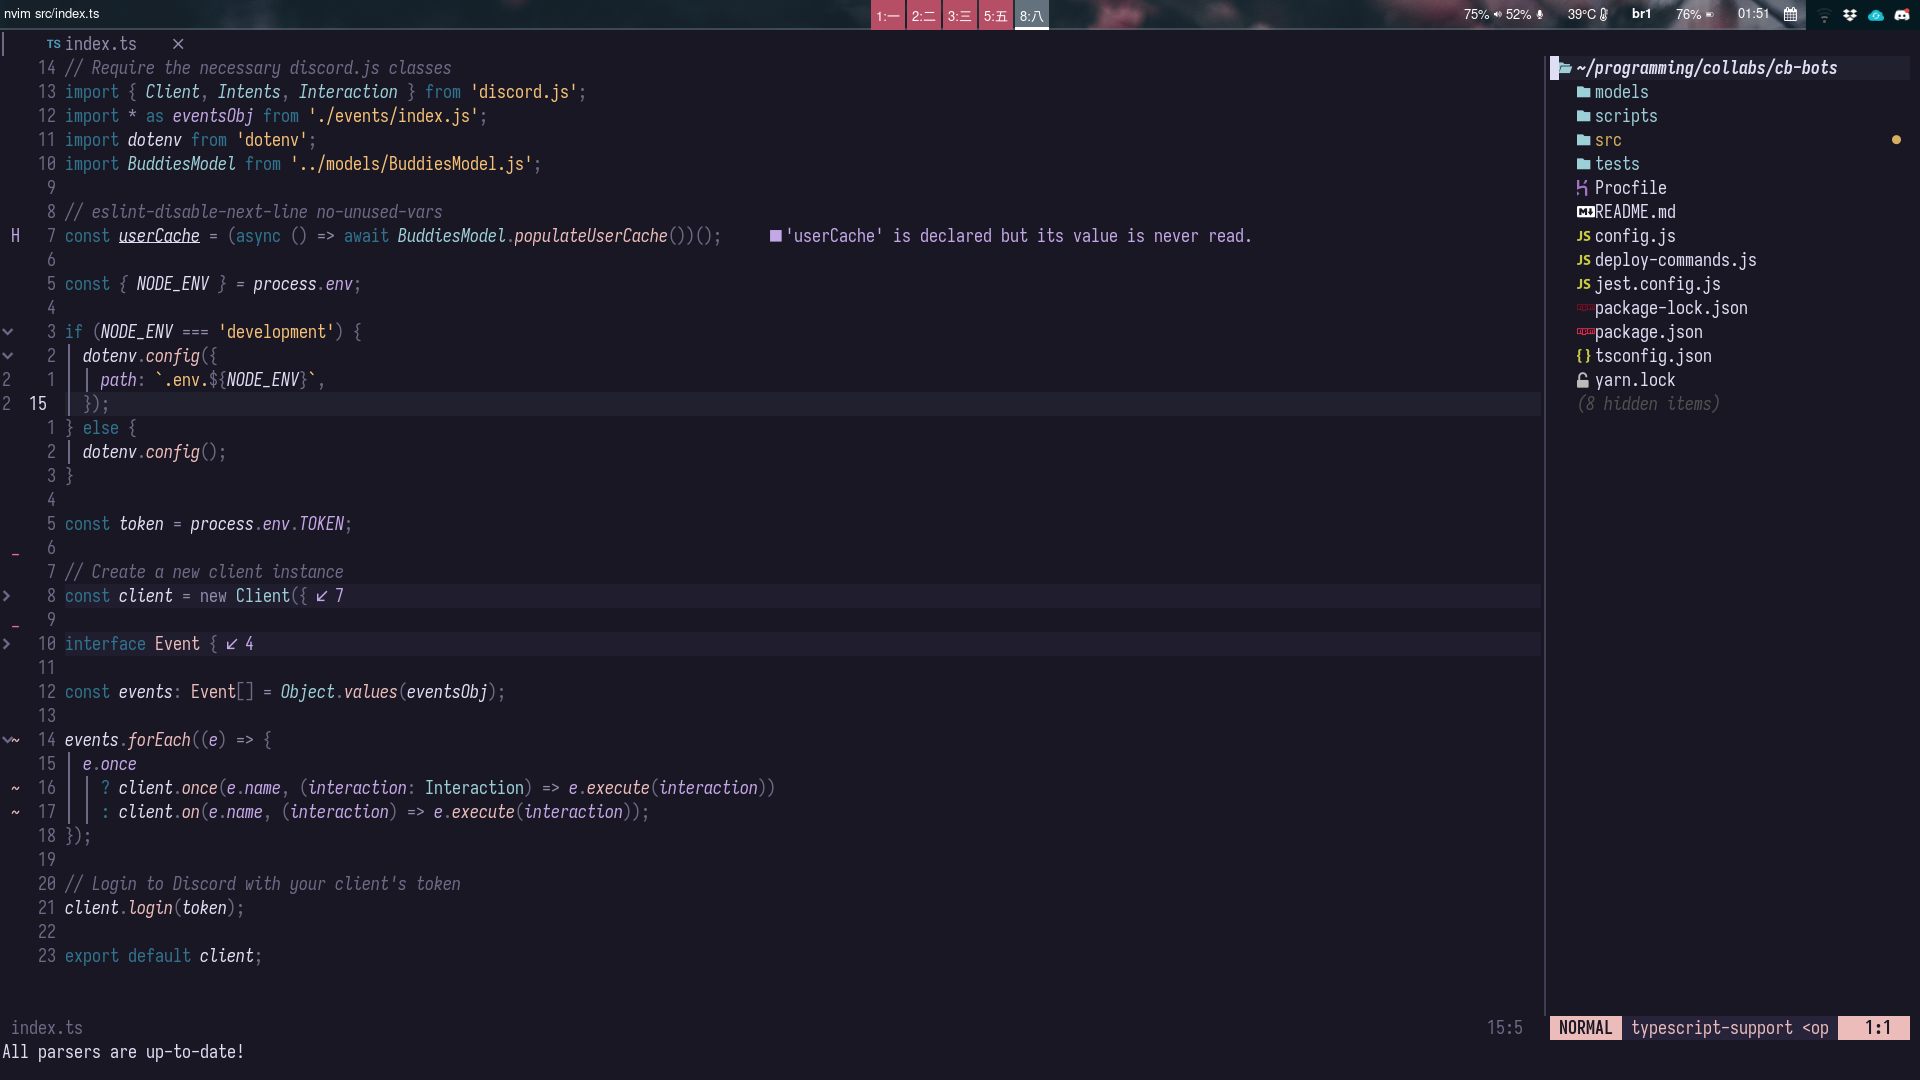 nvim src/index.ts
1:一 2:二 3:三 5:五 8:八
75% 52% 39°C br1 76% 01:51
TS index.ts ×
14 // Require the necessary discord.js classes
13 import { Client, Intents, Interaction } from 'discord.js';
12 import * as eventsObj from './events/index.js';
11 import dotenv from 'dotenv';
10 import BuddiesModel from '../models/BuddiesModel.js';
9
8 // eslint-disable-next-line no-unused-vars
H 7 const userCache = (async () => await BuddiesModel.populateUserCache())(); ■ 'userCache' is declared but its value is never read.
6
5 const { NODE_ENV } = process.env;
4
3 if (NODE_ENV === 'development') {
2 dotenv.config({
2 1 path: `.env.${NODE_ENV}`,
2 15 });
1 } else {
2 dotenv.config();
3 }
4
5 const token = process.env.TOKEN;
_ 6
7 // Create a new client instance
8 const client = new Client({ ↙ 7
_ 9
10 interface Event { ↙ 4
11
12 const events: Event[] = Object.values(eventsObj);
13
~ 14 events.forEach((e) => {
15 e.once
~ 16 ? client.once(e.name, (interaction: Interaction) => e.execute(interaction))
~ 17 : client.on(e.name, (interaction) => e.execute(interaction));
18 });
19
20 // Login to Discord with your client's token
21 client.login(token);
22
23 export default client;
index.ts 15:5
All parsers are up-to-date!
~/programming/collabs/cb-bots
models
scripts
src
tests
Procfile
README.md
JS config.js
JS deploy-commands.js
JS jest.config.js
package-lock.json
package.json
{} tsconfig.json
yarn.lock
(8 hidden items)
NORMAL typescript-support <op 1:1